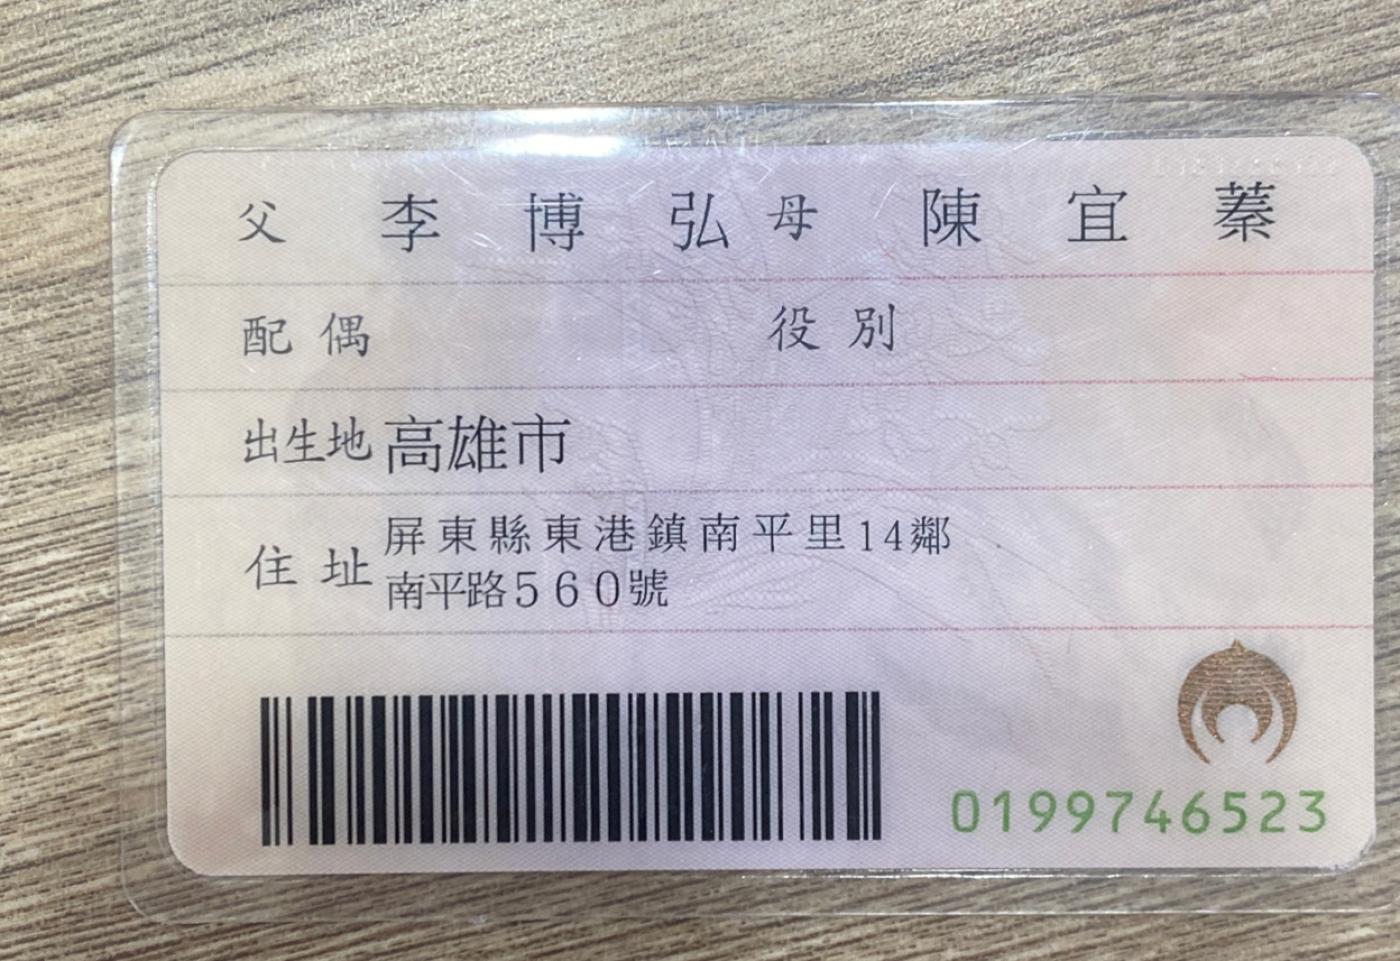 父 李博弘 母 陳宜蓁
配偶 役別
出生地 高雄市
住址 屏東縣東港鎮南平里14鄰
南平路560號
0199746523